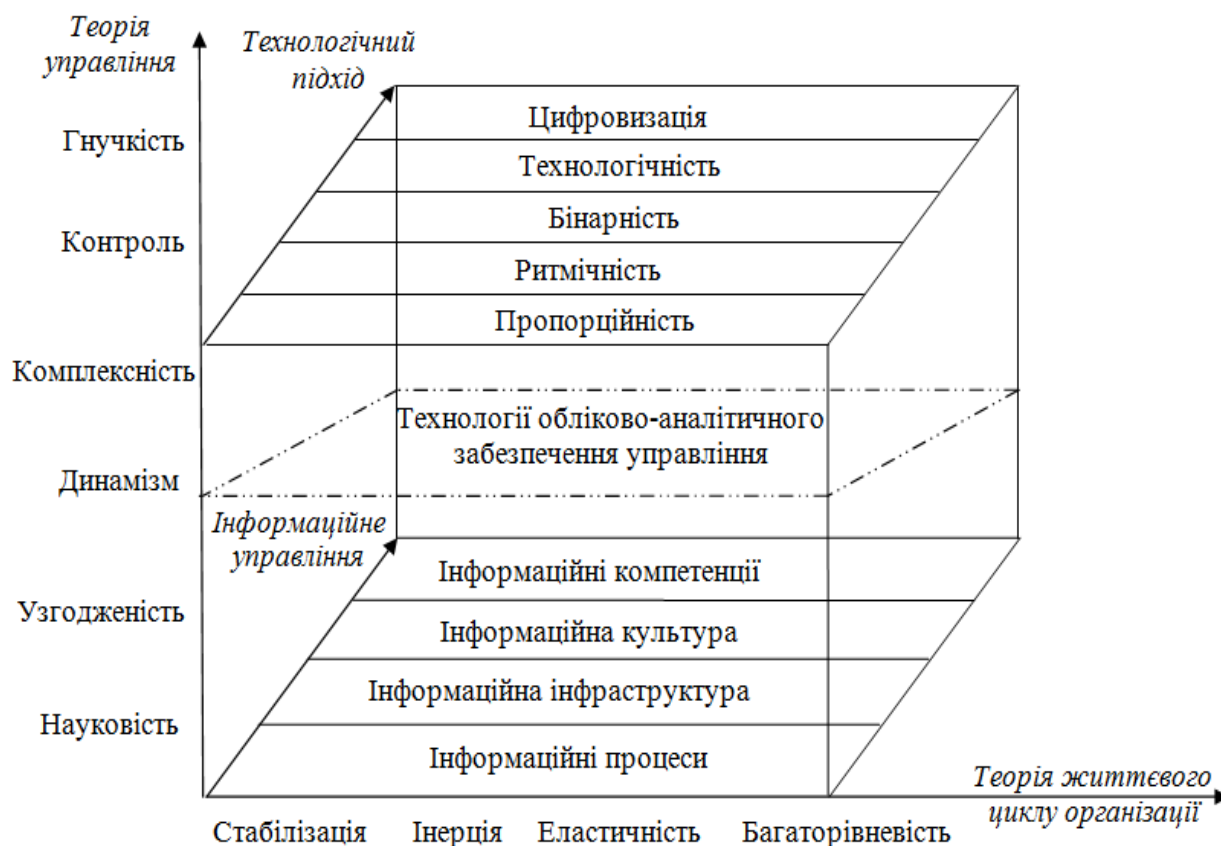 Теорія
управління
Технологічний
підхід
Гнучкість
Контроль
Комплексність
Динамізм
Узгодженість
Науковість
Цифровизація
Технологічність
Бінарність
Ритмічність
Пропорційність
Технології обліково-аналітичного
забезпечення управління
Інформаційне
управління
Інформаційні компетенції
Інформаційна культура
Інформаційна інфраструктура
Інформаційні процеси
Теорія життєвого
циклу організації
Стабілізація
Інерція
Еластичність
Багаторівневість